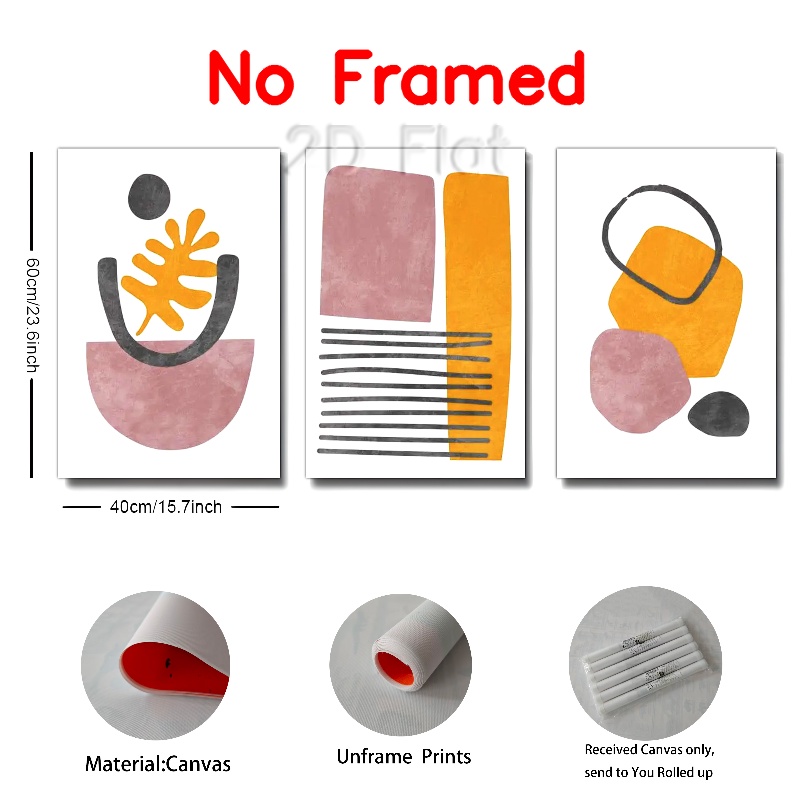 No Framed
2D Flat
60cm/23.6inch
40cm/15.7inch
Material:Canvas
Unframe Prints
Received Canvas only,
send to You Rolled up